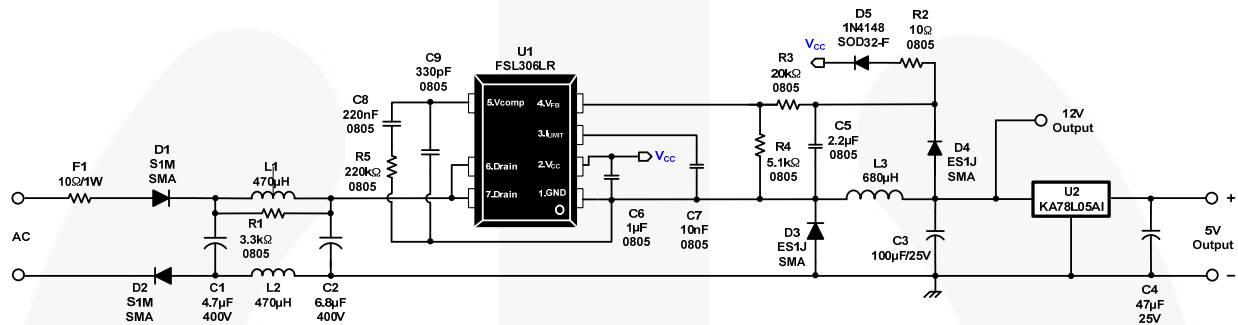 F1
10Ω/1W
AC
D1
S1M
SMA
D2
S1M
SMA
L1
470µH
R1
3.3kΩ
0805
C1
4.7µF
400V
L2
470µH
C2
6.8µF
400V
C8
220nF
0805
R5
220kΩ
0805
C9
330pF
0805
U1
FSL306LR
5.Vcomp
6.Drain
7.Drain
4.VFB
3.ILIMIT
2.VCC
1.GND
VCC
C6
1µF
0805
C7
10nF
0805
VCC
D5
1N4148
SOD32-F
R2
10Ω
0805
R3
20kΩ
0805
R4
5.1kΩ
0805
C5
2.2µF
0805
L3
680µH
D4
ES1J
SMA
D3
ES1J
SMA
C3
100µF/25V
12V
Output
U2
KA78L05AI
C4
47µF
25V
+
5V
Output
−